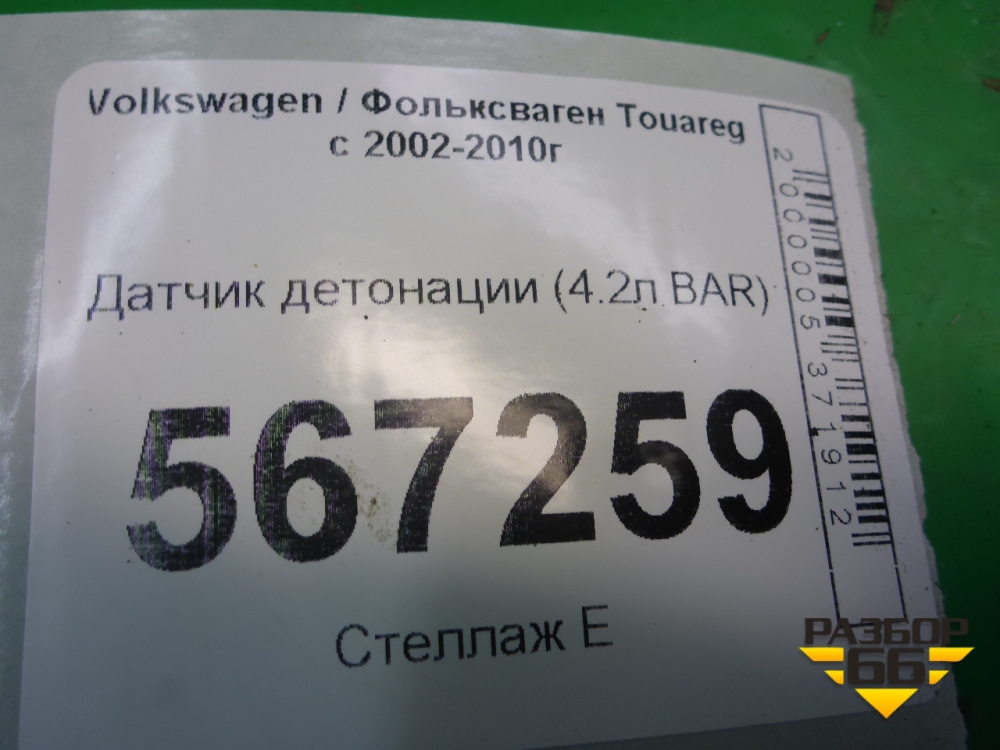 Volkswagen / Фольксваген Touareg
с 2002-2010г
Датчик детонации (4.2л BAR)
567259
Стеллаж Е
2000005371912
РАЗБОР
66